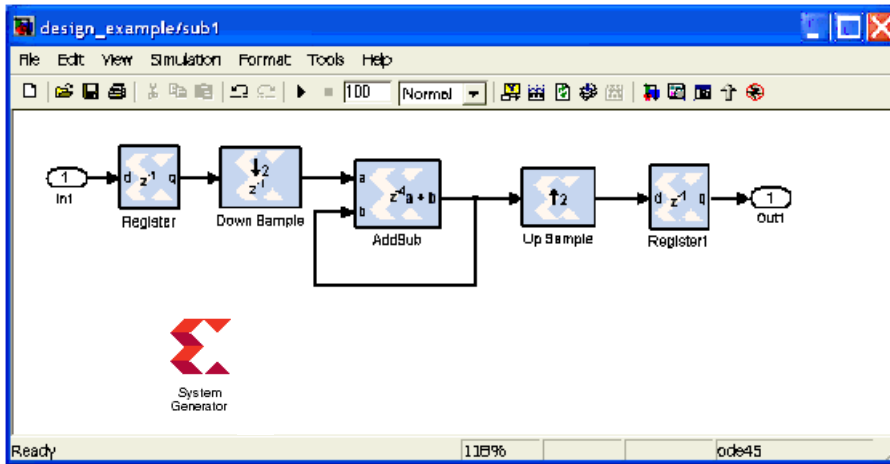 design_example/sub1
File Edit View Simulation Format Tools Help
100 Normal
1
In1
d z⁻¹ q
Register
↓2
z⁻¹
Down Sample
a
b
z⁻⁴a + b
AddSub
↑2
Up Sample
d z⁻¹ q
Register1
1
Out1
System
Generator
Ready 118% ode45